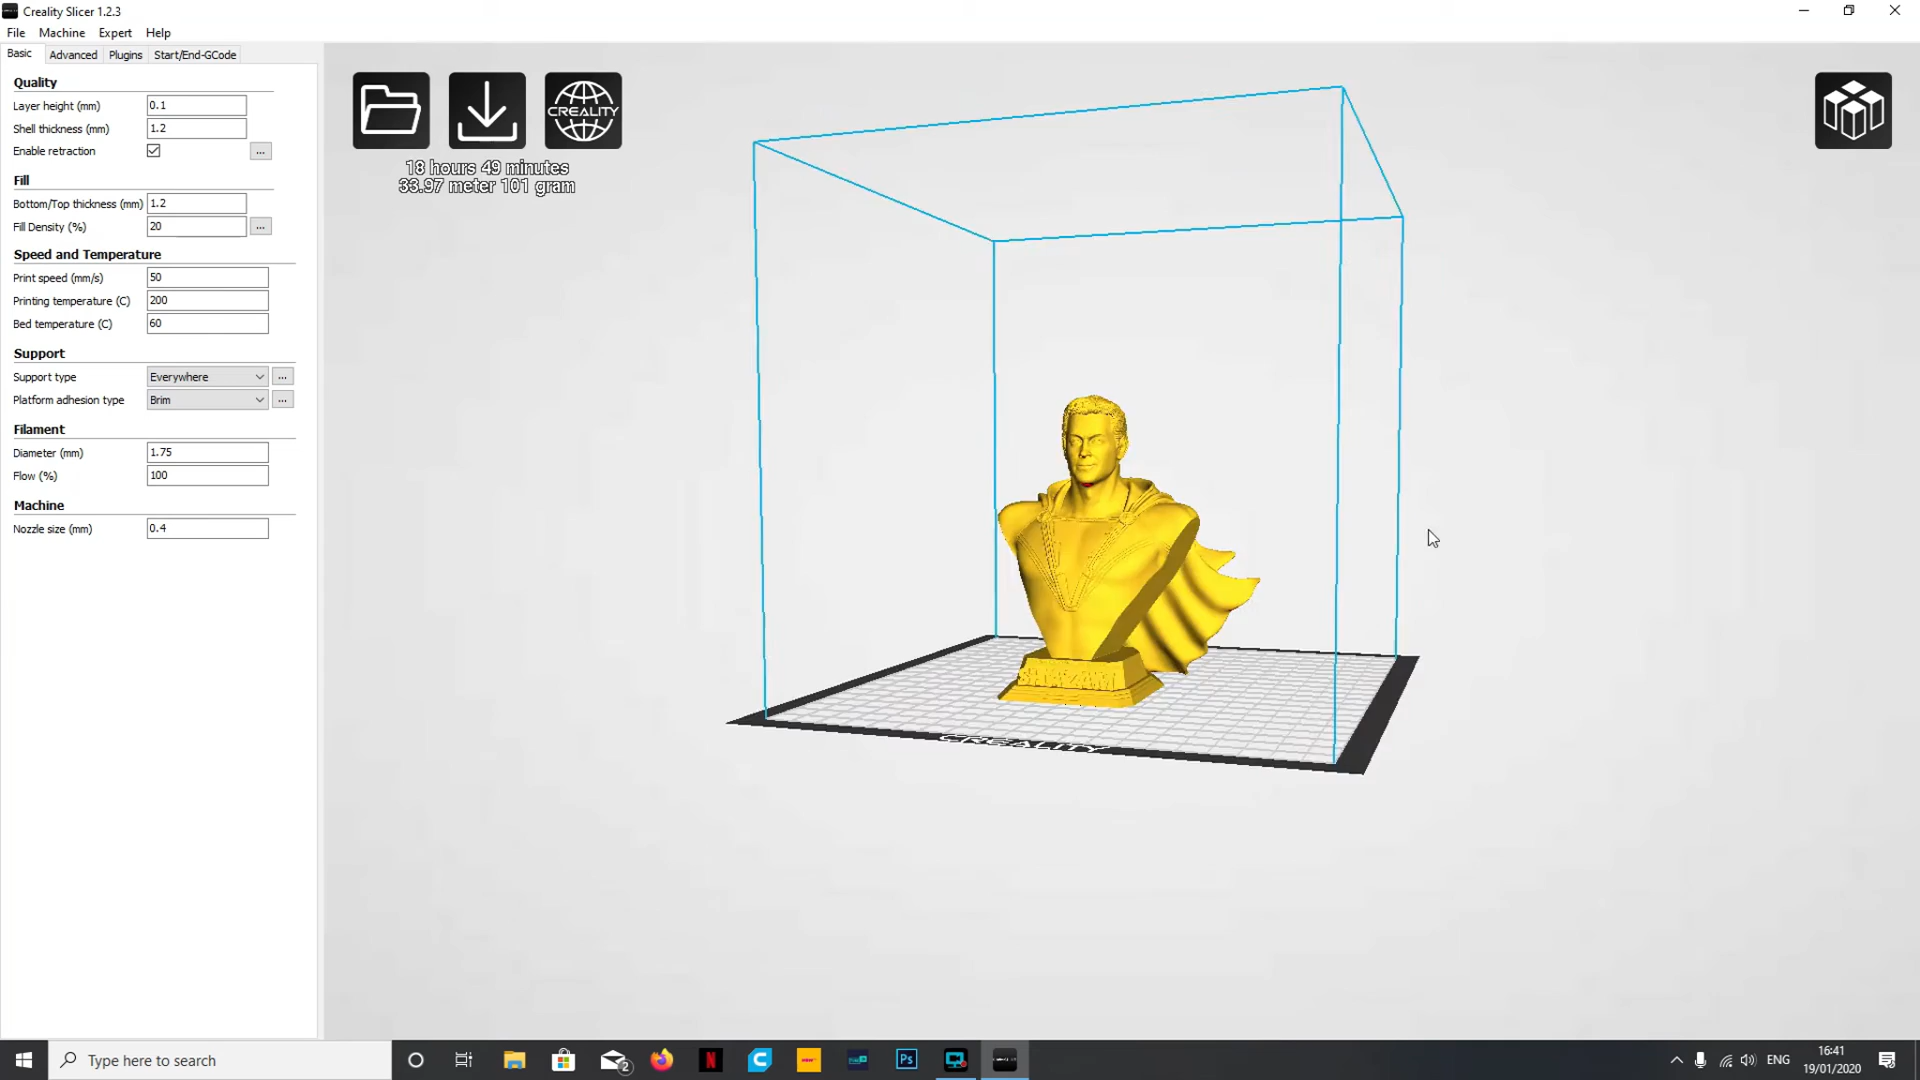 Creality Slicer 1.2.3
File Machine Expert Help
Basic Advanced Plugins Start/End-GCode
Quality
Layer height (mm) 0.1
Shell thickness (mm) 1.2
Enable retraction ...
Fill
Bottom/Top thickness (mm) 1.2
Fill Density (%) 20 ...
Speed and Temperature
Print speed (mm/s) 50
Printing temperature (C) 200
Bed temperature (C) 60
Support
Support type Everywhere ...
Platform adhesion type Brim ...
Filament
Diameter (mm) 1.75
Flow (%) 100
Machine
Nozzle size (mm) 0.4
CREALITY
18 hours 49 minutes
33.97 meter 101 gram
SHAZAM
CREALITY
Type here to search
2
N
C
Ps
ENG
16:41
19/01/2020